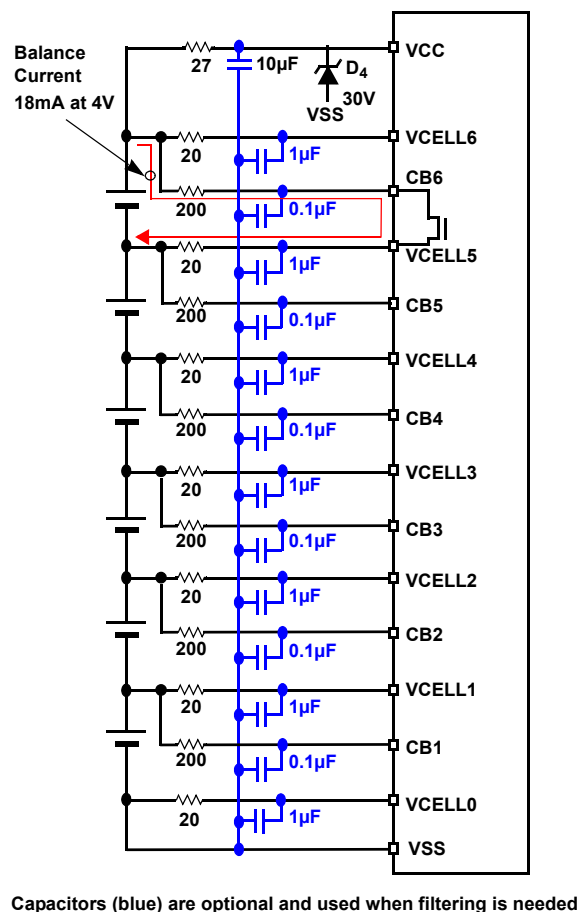 VCC
27
10µF
D4
30V
VSS
Balance
Current
18mA at 4V
VCELL6
20
1µF
CB6
200
0.1µF
VCELL5
20
1µF
CB5
200
0.1µF
VCELL4
20
1µF
CB4
200
0.1µF
VCELL3
20
1µF
CB3
200
0.1µF
VCELL2
20
1µF
CB2
200
0.1µF
VCELL1
20
1µF
CB1
200
0.1µF
VCELL0
20
1µF
VSS
Capacitors (blue) are optional and used when filtering is needed